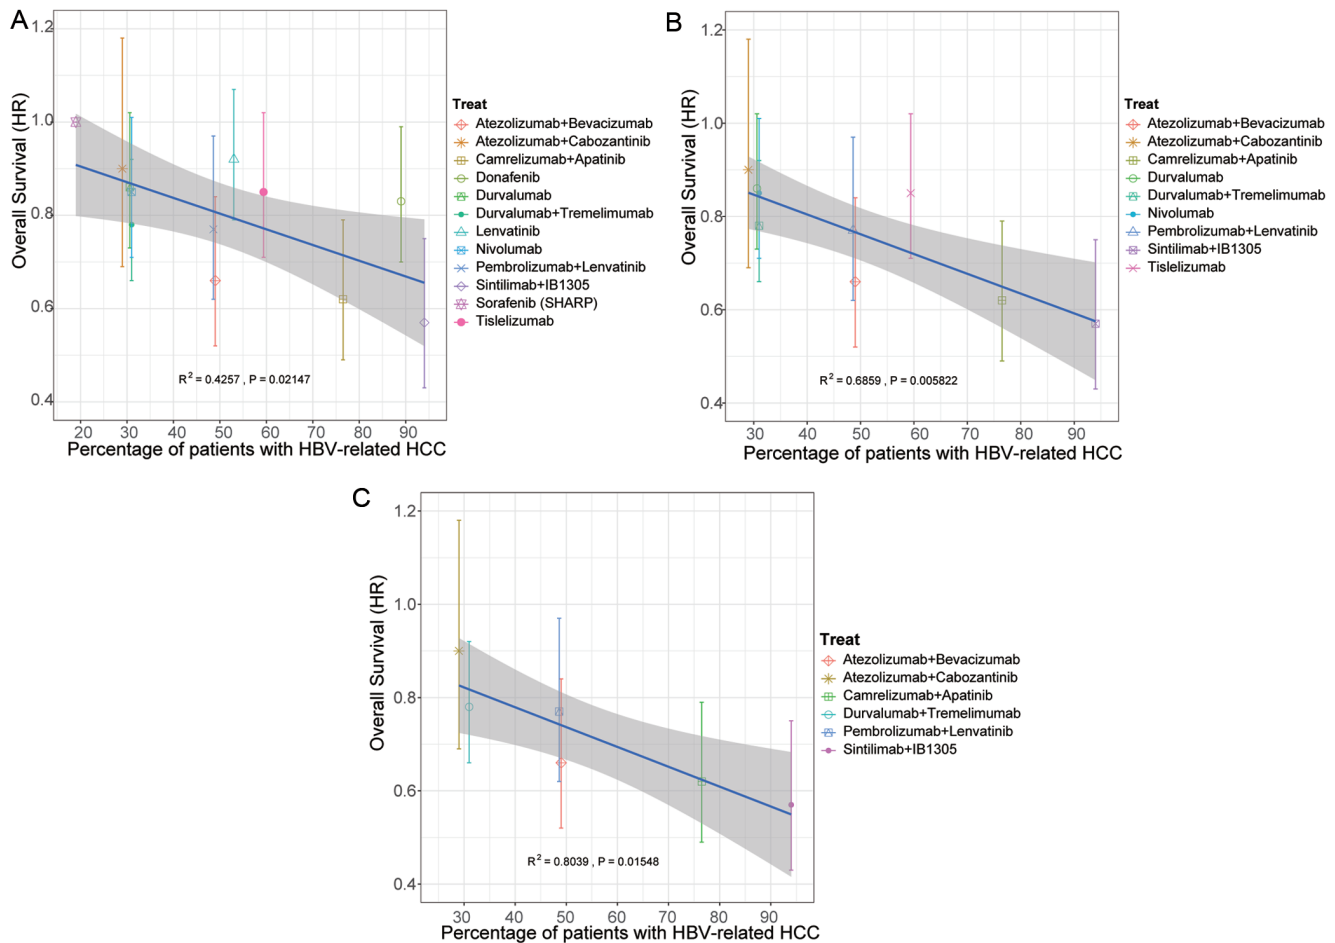 A
1.2
1.0
0.8
0.6
0.4
Overall Survival (HR)
R2 = 0.4257 , P = 0.02147
20 30 40 50 60 70 80 90
Percentage of patients with HBV-related HCC
Treat
Atezolizumab+Bevacizumab
Atezolizumab+Cabozantinib
Camrelizumab+Apatinib
Donafenib
Durvalumab
Durvalumab+Tremelimumab
Lenvatinib
Nivolumab
Pembrolizumab+Lenvatinib
Sintilimab+IB1305
Sorafenib (SHARP)
Tislelizumab
B
1.2
1.0
0.8
0.6
0.4
Overall Survival (HR)
R2 = 0.6859 , P = 0.005822
30 40 50 60 70 80 90
Percentage of patients with HBV-related HCC
Treat
Atezolizumab+Bevacizumab
Atezolizumab+Cabozantinib
Camrelizumab+Apatinib
Durvalumab
Durvalumab+Tremelimumab
Nivolumab
Pembrolizumab+Lenvatinib
Sintilimab+IB1305
Tislelizumab
C
1.2
1.0
0.8
0.6
0.4
Overall Survival (HR)
R2 = 0.8039 , P = 0.01548
30 40 50 60 70 80 90
Percentage of patients with HBV-related HCC
Treat
Atezolizumab+Bevacizumab
Atezolizumab+Cabozantinib
Camrelizumab+Apatinib
Durvalumab+Tremelimumab
Pembrolizumab+Lenvatinib
Sintilimab+IB1305